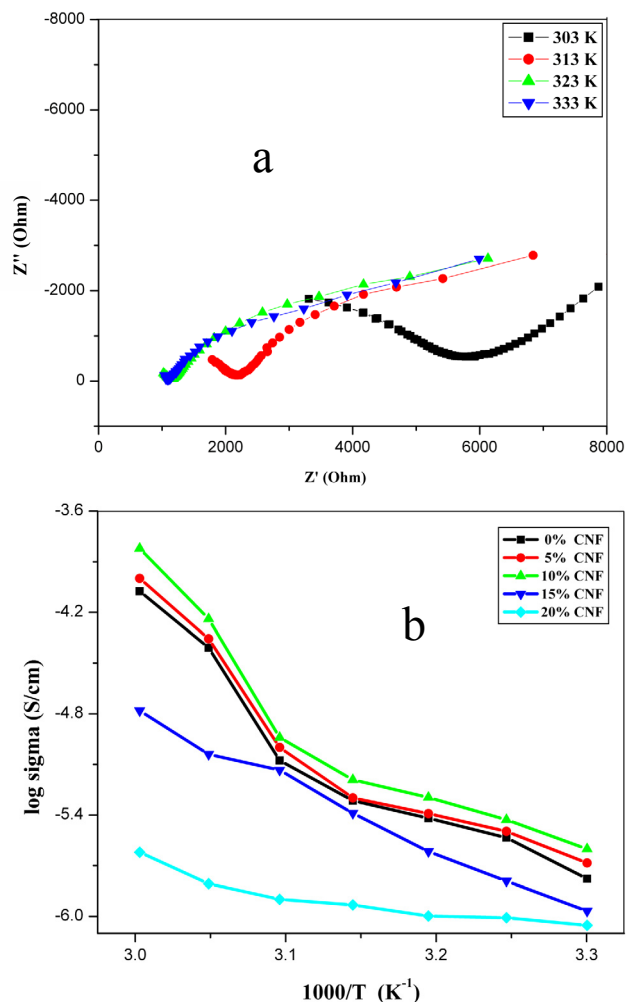 -8000
303 K
313 K
323 K
333 K
-6000
a
-4000
Z'' (Ohm)
-2000
0
0 2000 4000 6000 8000
Z' (Ohm)
-3.6
0% CNF
5% CNF
10% CNF
15% CNF
20% CNF
-4.2
b
-4.8
log sigma (S/cm)
-5.4
-6.0
3.0 3.1 3.2 3.3
1000/T (K⁻¹)